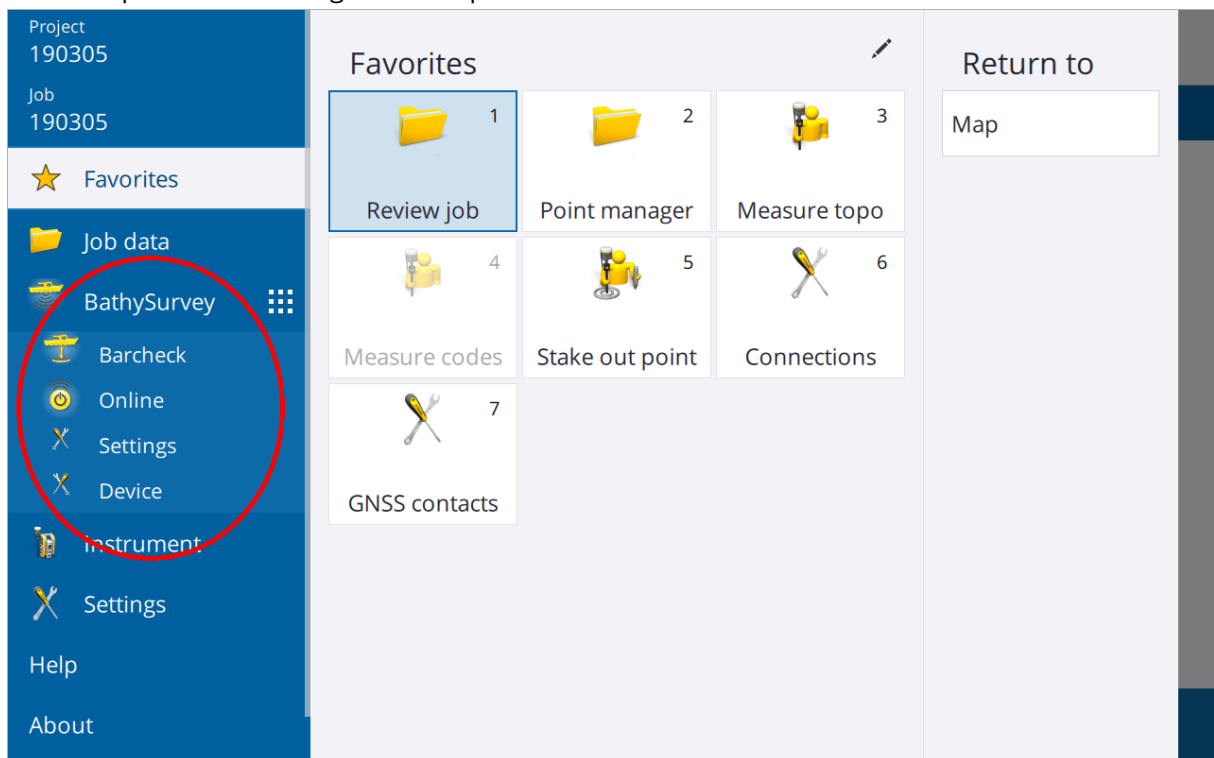 Project
190305
Job
190305
Favorites
Job data
BathySurvey
Barcheck
Online
Settings
Device
Instrument
Settings
Help
About
Favorites
1
Review job
2
Point manager
3
Measure topo
4
Measure codes
5
Stake out point
6
Connections
7
GNSS contacts
Return to
Map